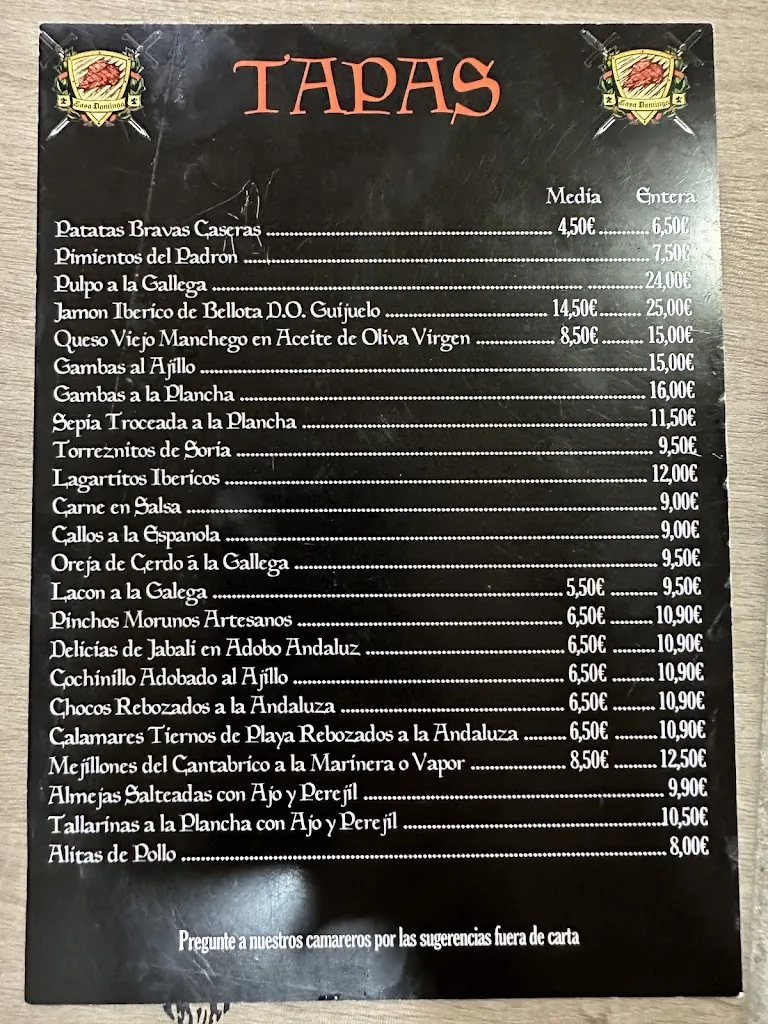 TAPAS
Casa Domingo
Casa Domingo
Media Entera
Patatas Bravas Caseras 4,50€ 6,50€
Pimientos del Padron 7,50€
Pulpo a la Gallega 24,00€
Jamon Iberico de Bellota D.O. Guijuelo 14,50€ 25,00€
Queso Viejo Manchego en Aceite de Oliva Virgen 8,50€ 15,00€
Gambas al Ajillo 15,00€
Gambas a la Plancha 16,00€
Sepia Troceada a la Plancha 11,50€
Torreznitos de Soria 9,50€
Lagartitos Ibericos 12,00€
Carne en Salsa 9,00€
Callos a la Espanola 9,00€
Oreja de Cerdo ā la Gallega 9,50€
Lacon a la Galega 5,50€ 9,50€
Pinchos Morunos Artesanos 6,50€ 10,90€
Delicias de Jabalí en Adobo Andaluz 6,50€ 10,90€
Cochinillo Adobado al Ajillo 6,50€ 10,90€
Chocos Rebozados a la Andaluza 6,50€ 10,90€
Calamares Tiernos de Playa Rebozados a la Andaluza 6,50€ 10,90€
Mejillones del Cantabrico a la Marinera o Vapor 8,50€ 12,50€
Almejas Salteadas con Ajo y Perejil 9,90€
Tallarinas a la Plancha con Ajo y Perejil 10,50€
Alitas de Pollo 8,00€
Pregunte a nuestros camareros por las sugerencias fuera de carta